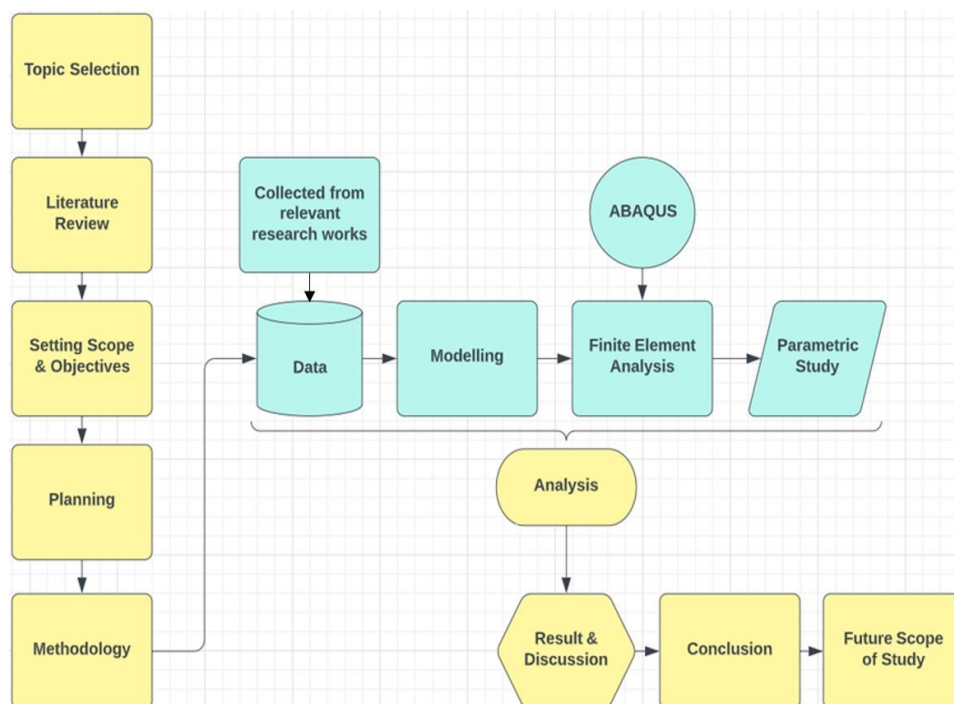 Topic Selection
Literature
Review
Setting Scope
& Objectives
Planning
Methodology
Collected from
relevant
research works
Data
Modelling
ABAQUS
Finite Element
Analysis
Parametric
Study
Analysis
Result &
Discussion
Conclusion
Future Scope
of Study